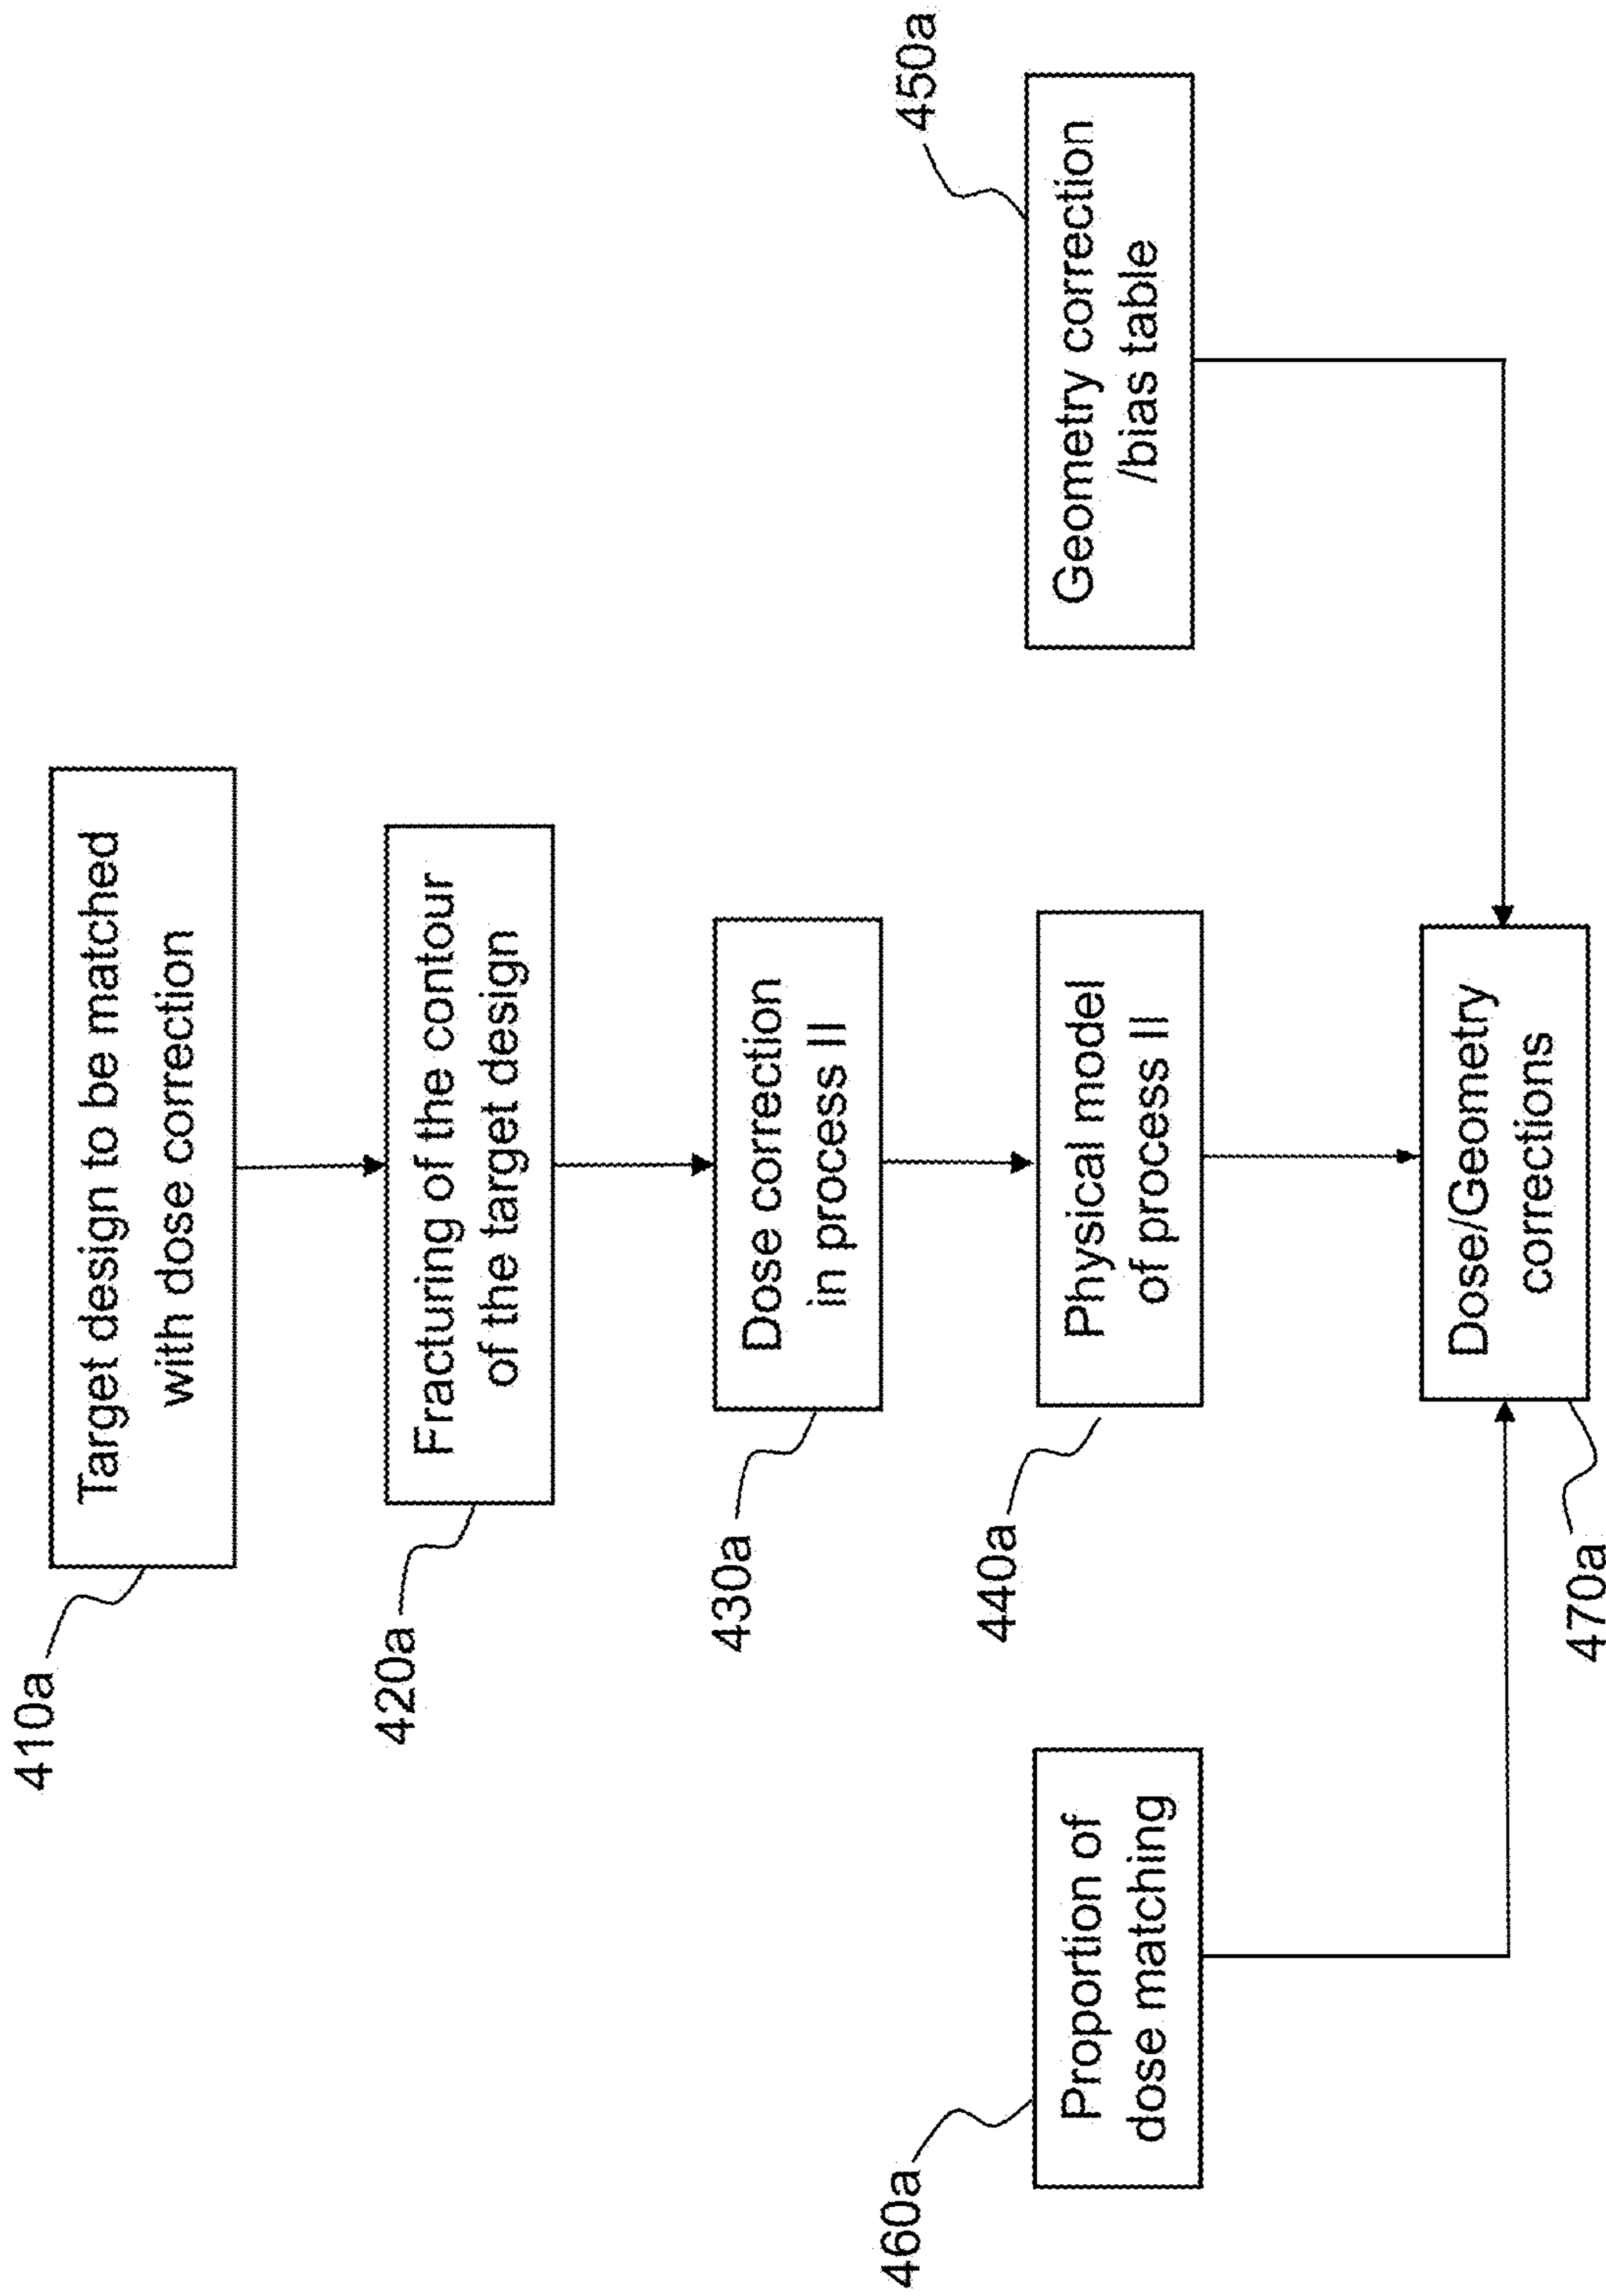 410a
Target design to be matched
with dose correction
420a
Fracturing of the contour
of the target design
430a
Dose correction
in process II
460a
Proportion of
dose matching
440a
Physical model
of process II
450a
Geometry correction
/bias table
470a
Dose/Geometry
corrections